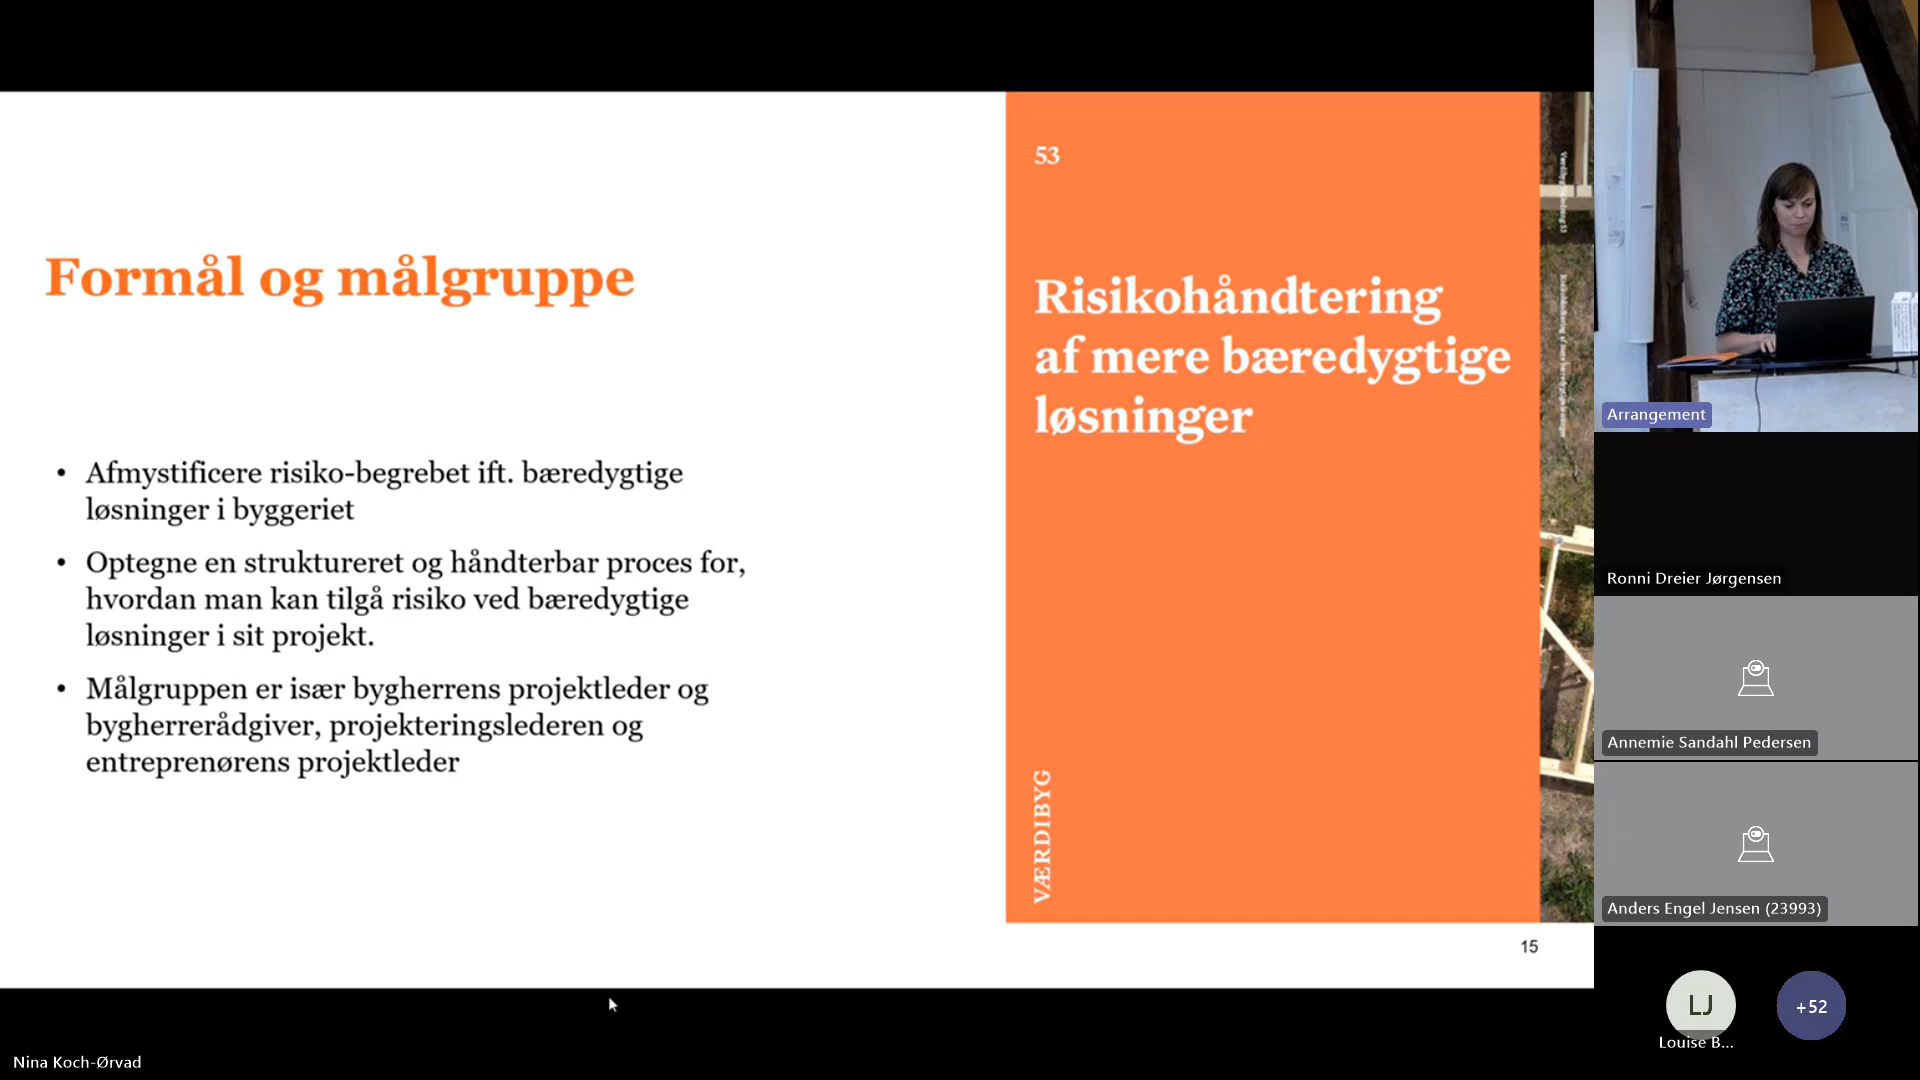 Formål og målgruppe
• Afmystificere risiko-begrebet ift. bæredygtige
løsninger i byggeriet
• Optegne en struktureret og håndterbar proces for,
hvordan man kan tilgå risiko ved bæredygtige
løsninger i sit projekt.
• Målgruppen er især bygherrens projektleder og
bygherrerådgiver, projekteringslederen og
entreprenørens projektleder
53
Risikohåndtering
af mere bæredygtige
løsninger
VÆRDIBYG
15
Arrangement
Ronni Dreier Jørgensen
Annemie Sandahl Pedersen
Anders Engel Jensen (23993)
LJ
+52
Louise B...
Nina Koch-Ørvad